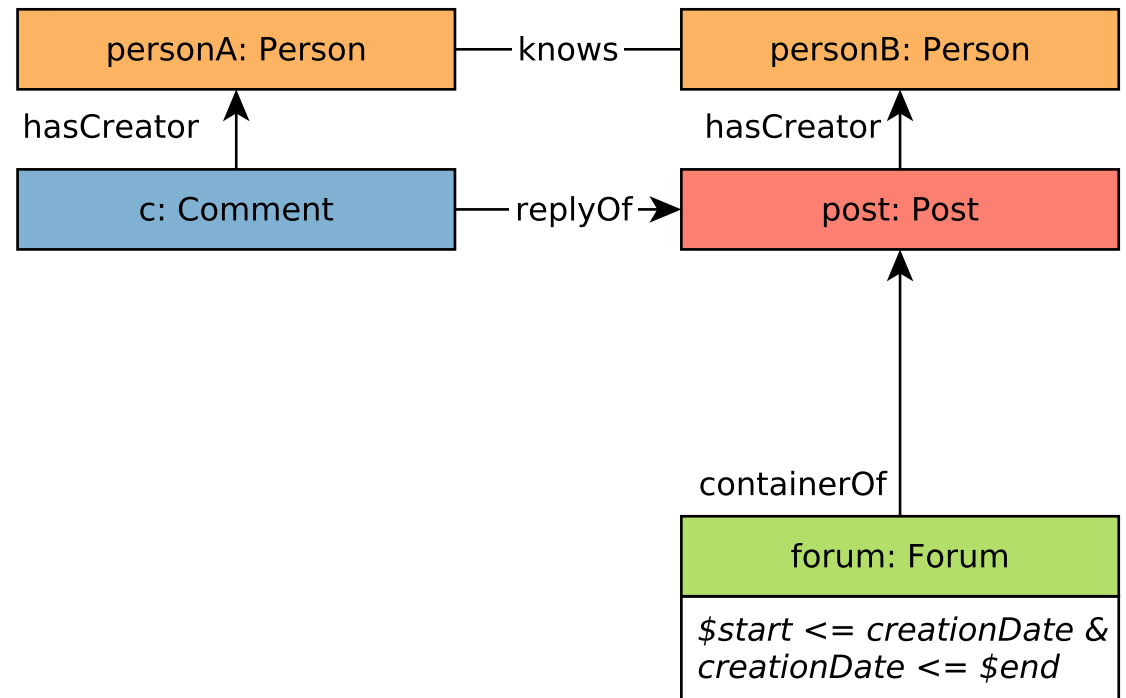 personA: Person
knows
personB: Person
hasCreator
hasCreator
c: Comment
replyOf
post: Post
containerOf
forum: Forum
$start <= creationDate &
creationDate <= $end